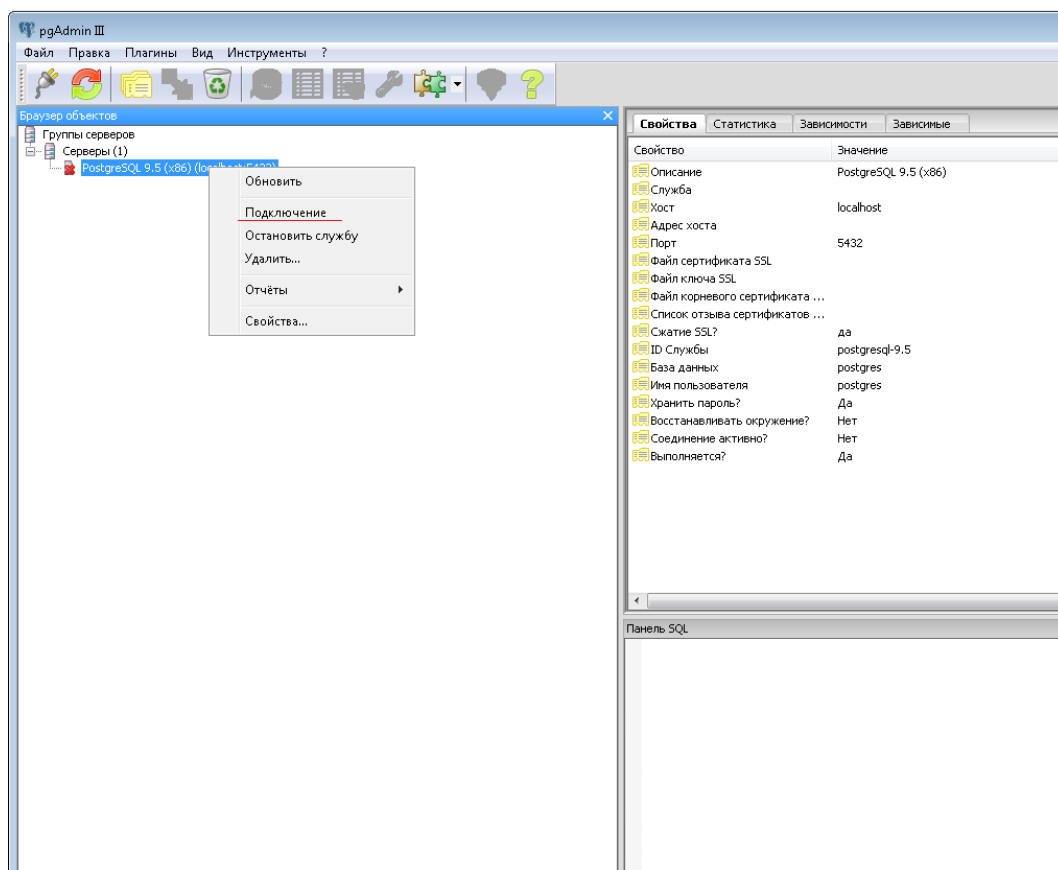 pgAdmin III
Файл Правка Плагины Вид Инструменты ?
Браузер объектов
Группы серверов
Серверы (1)
PostgreSQL 9.5 (x86) (localhost:5432)
Обновить
Подключение
Остановить службу
Удалить...
Отчёты
Свойства...
Свойства Статистика Зависимости Зависимые
Свойство Значение
Описание PostgreSQL 9.5 (x86)
Служба
Хост localhost
Адрес хоста
Порт 5432
Файл сертификата SSL
Файл ключа SSL
Файл корневого сертификата ...
Список отзыва сертификатов ...
Сжатие SSL? да
ID Службы postgresql-9.5
База данных postgres
Имя пользователя postgres
Хранить пароль? Да
Восстанавливать окружение? Нет
Соединение активно? Нет
Выполняется? Да
Панель SQL